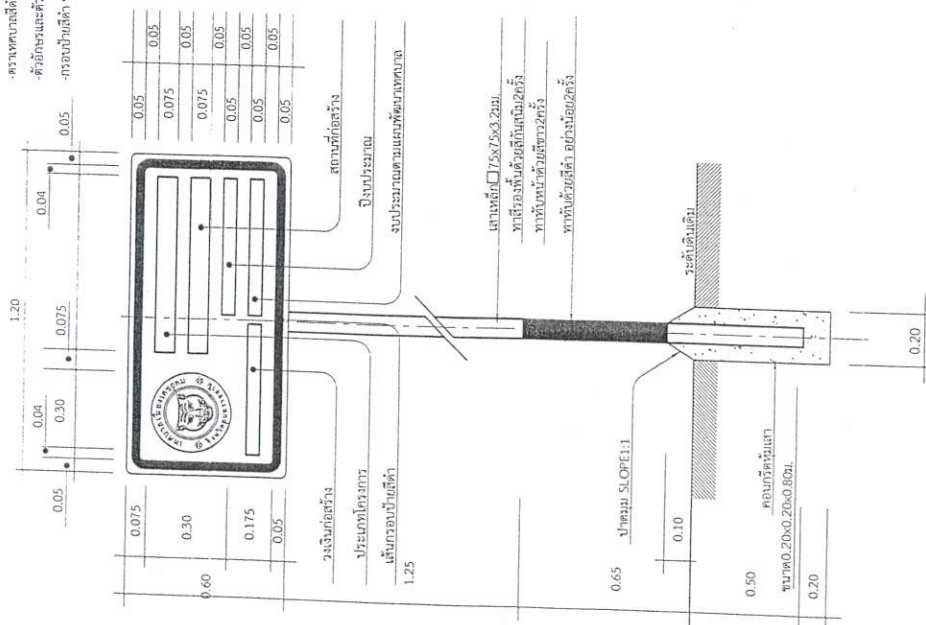 -ตราเทศบาลสีดำ
-ตัวอักษรและตัว
-กรอบป้ายสีดำ
1.20
0.05
0.04
0.30
0.075
0.04
0.05
0.05
0.075
0.075
0.05
0.05
0.05
0.05
0.05
0.05
0.05
0.05
0.075
0.30
0.175
0.05
0.60
สถานที่ก่อสร้าง
ปีงบประมาณ
งบประมาณตามแผนพัฒนาเทศบาล
วงเงินก่อสร้าง
ประเภทโครงการ
เส้นกรอบป้ายสีดำ
1.25
เสาเหล็ก 75x75x3.2มม.
ทาสีรองพื้นด้วยสีกันสนิม2ครั้ง
ทาทับหน้าด้วยสีขาว2ครั้ง
ทาทับด้วยสีดำ อย่างน้อย2ครั้ง
0.65
ปาดมุม SLOPE1:1
0.10
ระดับดินเดิม
คอนกรีตหุ้มเสา
ขนาด0.20x0.20x0.80ม.
0.50
0.20
0.20